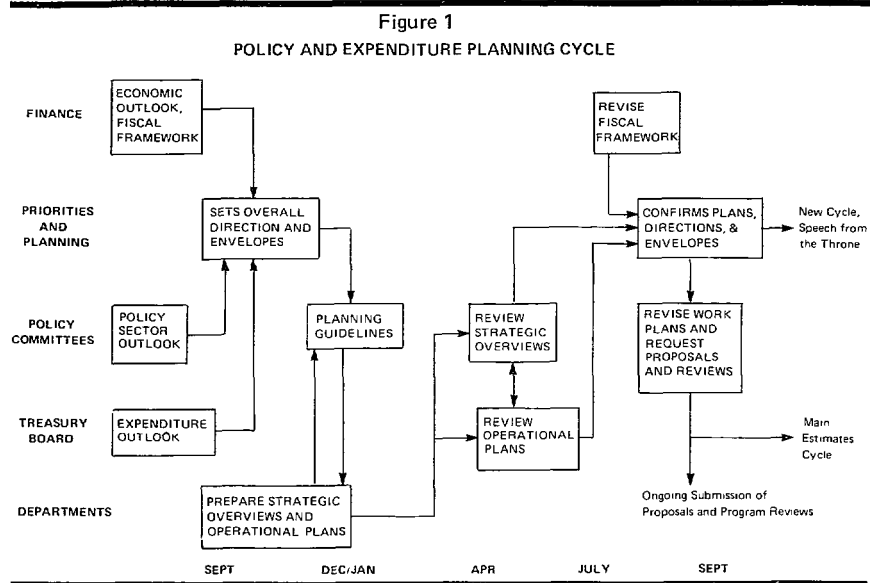 Figure 1
POLICY AND EXPENDITURE PLANNING CYCLE
FINANCE
ECONOMIC
OUTLOOK,
FISCAL
FRAMEWORK
REVISE
FISCAL
FRAMEWORK
PRIORITIES
AND
PLANNING
SETS OVERALL
DIRECTION AND
ENVELOPES
CONFIRMS PLANS,
DIRECTIONS, &
ENVELOPES
New Cycle,
Speech from
the Throne
POLICY
COMMITTEES
POLICY
SECTOR
OUTLOOK
PLANNING
GUIDELINES
REVIEW
STRATEGIC
OVERVIEWS
REVISE WORK
PLANS AND
REQUEST
PROPOSALS
AND REVIEWS
TREASURY
BOARD
EXPENDITURE
OUTLOOK
REVIEW
OPERATIONAL
PLANS
Main
Estimates
Cycle
DEPARTMENTS
PREPARE STRATEGIC
OVERVIEWS AND
OPERATIONAL PLANS
Ongoing Submission of
Proposals and Program Reviews
SEPT DEC/JAN APR JULY SEPT